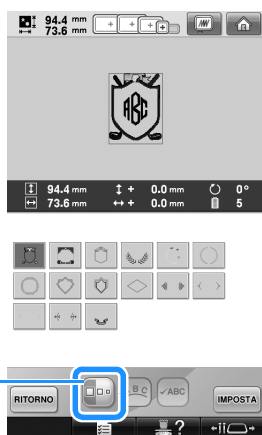 94.4 mm
73.6 mm
ABC
94.4 mm + 0.0 mm 0°
73.6 mm + 0.0 mm 5
RITORNO
ABC
ABC
IMPOSTA
?